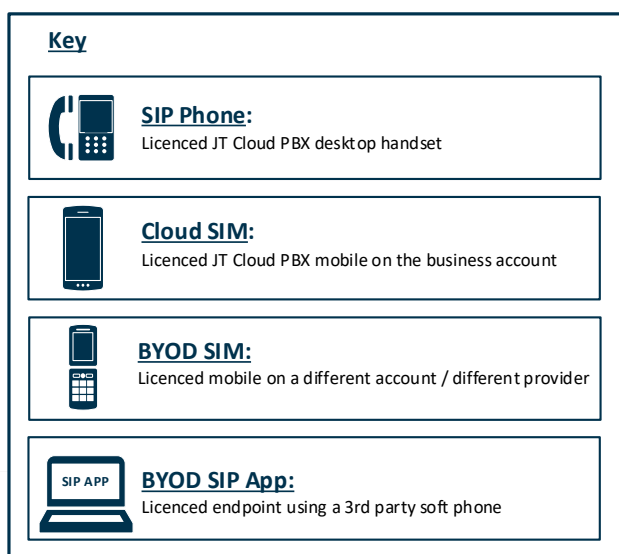 Key
SIP Phone:
Licenced JT Cloud PBX desktop handset
Cloud SIM:
Licenced JT Cloud PBX mobile on the business account
BYOD SIM:
Licenced mobile on a different account / different provider
SIP APP
BYOD SIP App:
Licenced endpoint using a 3rd party soft phone